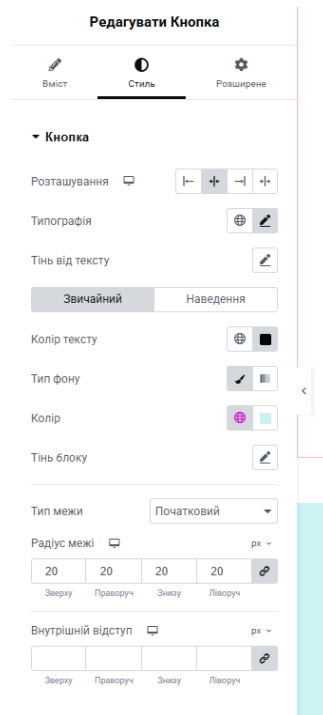 Редагувати Кнопка
Вміст Стиль Розширене
Кнопка
Розташування
Типографія
Тінь від тексту
Звичайний Наведення
Колір тексту
Тип фону
Колір
Тінь блоку
Тип межи Початковий
Радіус межі px
20 20 20 20
Зверху Праворуч Знизу Ліворуч
Внутрішній відступ px
Зверху Праворуч Знизу Ліворуч